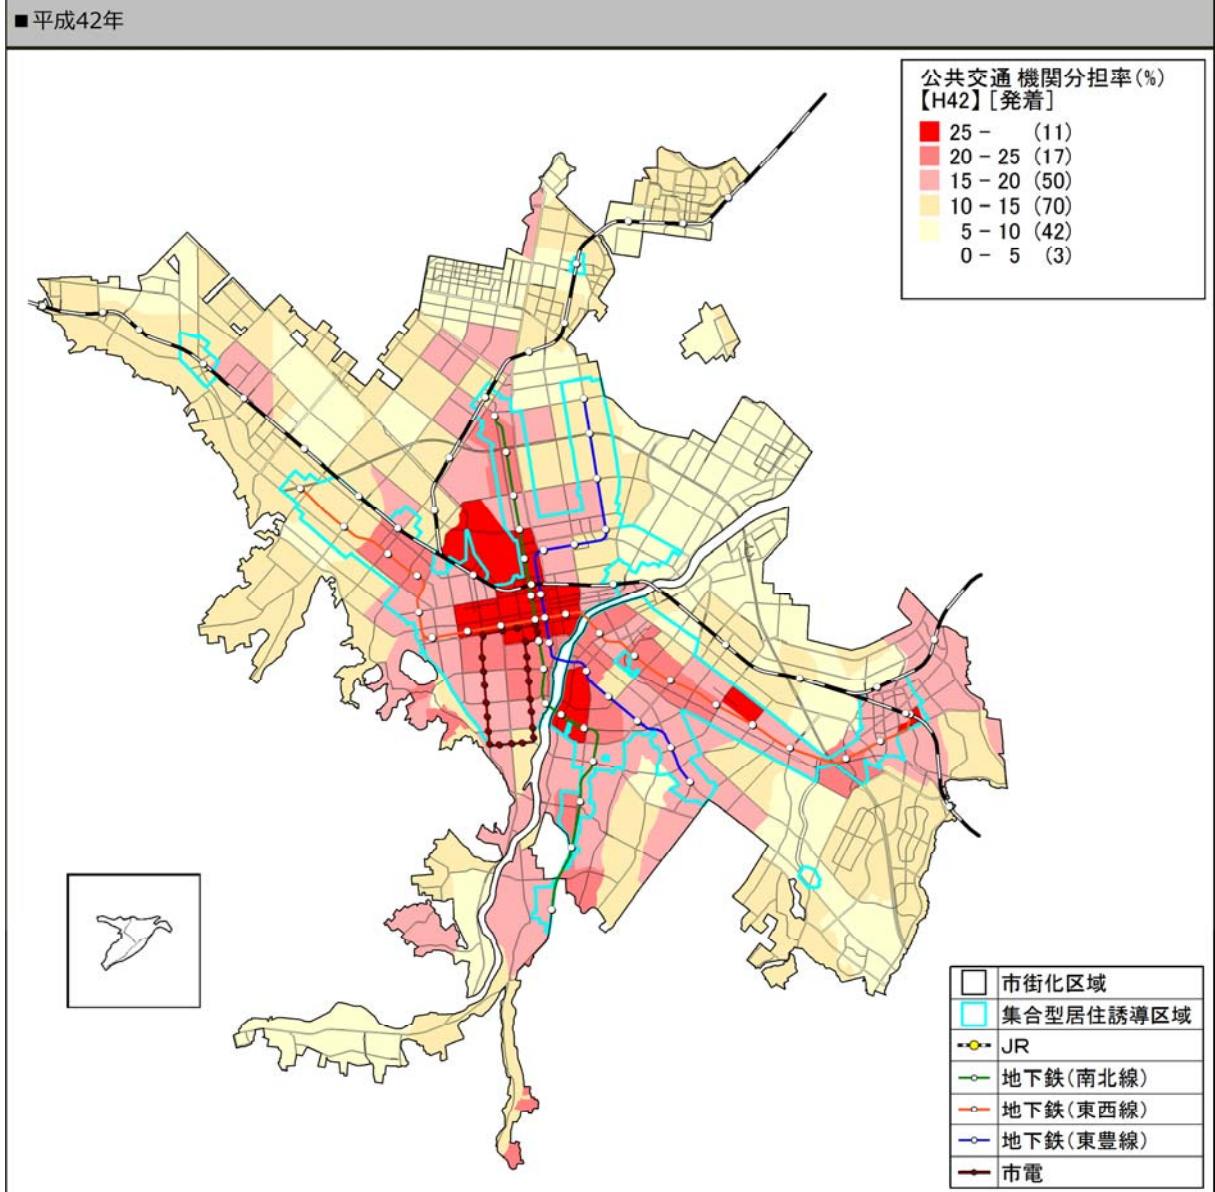 ■平成42年
公共交通機関分担率(%)
【H42】[発着]
25 - (11)
20 - 25 (17)
15 - 20 (50)
10 - 15 (70)
5 - 10 (42)
0 - 5 (3)
市街化区域
集合型居住誘導区域
JR
地下鉄(南北線)
地下鉄(東西線)
地下鉄(東豊線)
市電